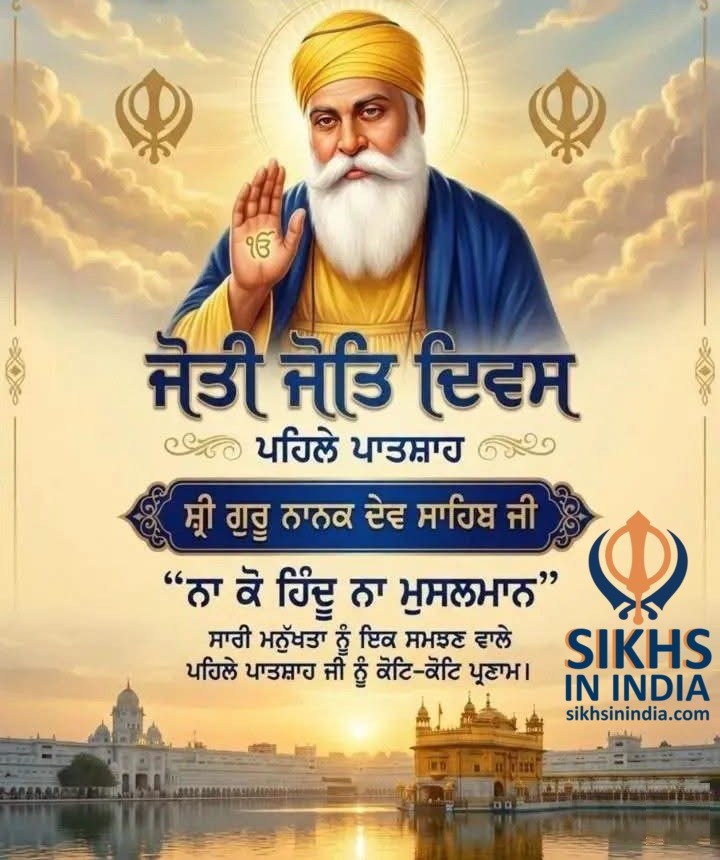 ੴ
ਜੋਤੀ ਜੋਤਿ ਦਿਵਸ
ਪਹਿਲੇ ਪਾਤਸ਼ਾਹ
ਸ਼੍ਰੀ ਗੁਰੂ ਨਾਨਕ ਦੇਵ ਸਾਹਿਬ ਜੀ
“ਨਾ ਕੋ ਹਿੰਦੂ ਨਾ ਮੁਸਲਮਾਨ”
ਸਾਰੀ ਮਨੁੱਖਤਾ ਨੂੰ ਇਕ ਸਮਝਣ ਵਾਲੇ
ਪਹਿਲੇ ਪਾਤਸ਼ਾਹ ਜੀ ਨੂੰ ਕੋਟਿ-ਕੋਟਿ ਪ੍ਰਣਾਮ।
SIKHS
IN INDIA
sikhsinindia.com